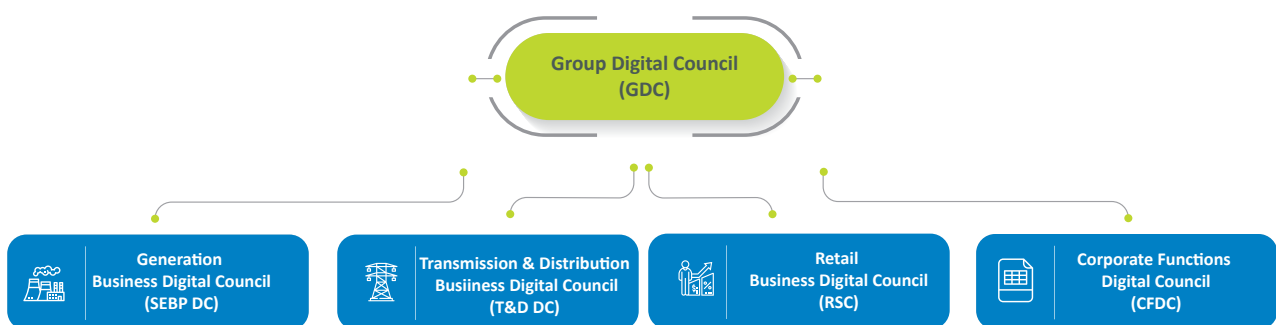 Group Digital Council
(GDC)
Generation
Business Digital Council
(SEBP DC)
Transmission & Distribution
Busiiness Digital Council
(T&D DC)
Retail
Business Digital Council
(RSC)
Corporate Functions
Digital Council
(CFDC)